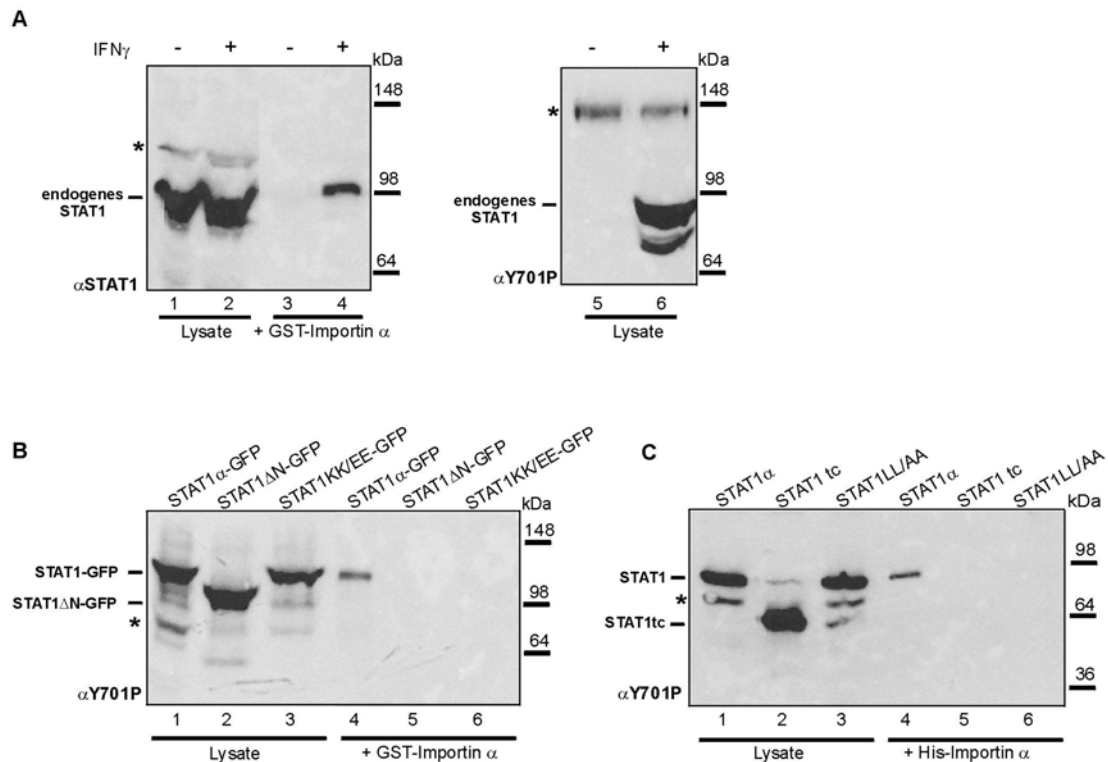 A
IFNγ - + - +
kDa
148
*
98
endogenes
STAT1
64
αSTAT1
1 2 3 4
Lysate + GST-Importin α
- +
kDa
148
*
98
endogenes
STAT1
64
αY701P
5 6
Lysate
B
STAT1α-GFP STAT1ΔN-GFP STAT1KK/EE-GFP STAT1α-GFP STAT1ΔN-GFP STAT1KK/EE-GFP
kDa
148
STAT1-GFP
STAT1ΔN-GFP
98
*
64
αY701P
1 2 3 4 5 6
Lysate + GST-Importin α
C
STAT1α STAT1 tc STAT1LL/AA STAT1α STAT1 tc STAT1LL/AA
kDa
98
STAT1
*
64
STAT1tc
36
αY701P
1 2 3 4 5 6
Lysate + His-Importin α